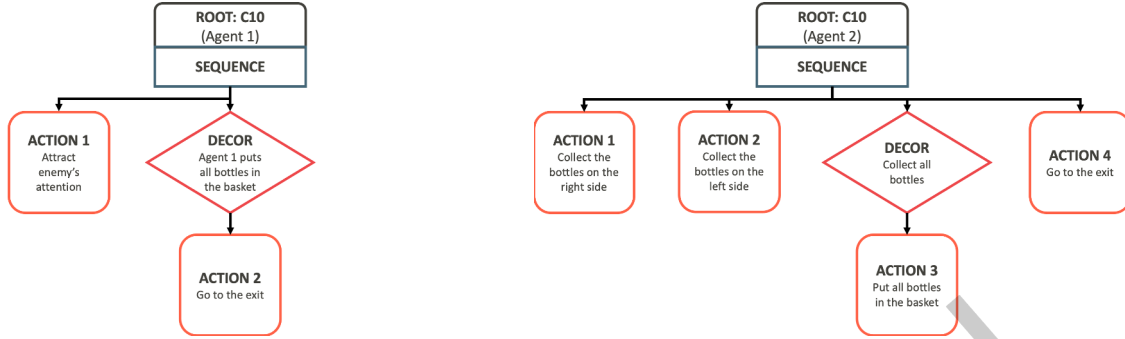 ROOT: C10
(Agent 1)
SEQUENCE
ACTION 1
Attract
enemy's
attention
DECOR
Agent 1 puts
all bottles in
the basket
ACTION 2
Go to the exit
ROOT: C10
(Agent 2)
SEQUENCE
ACTION 1
Collect the
bottles on the
right side
ACTION 2
Collect the
bottles on the
left side
DECOR
Collect all
bottles
ACTION 4
Go to the exit
ACTION 3
Put all bottles
in the basket